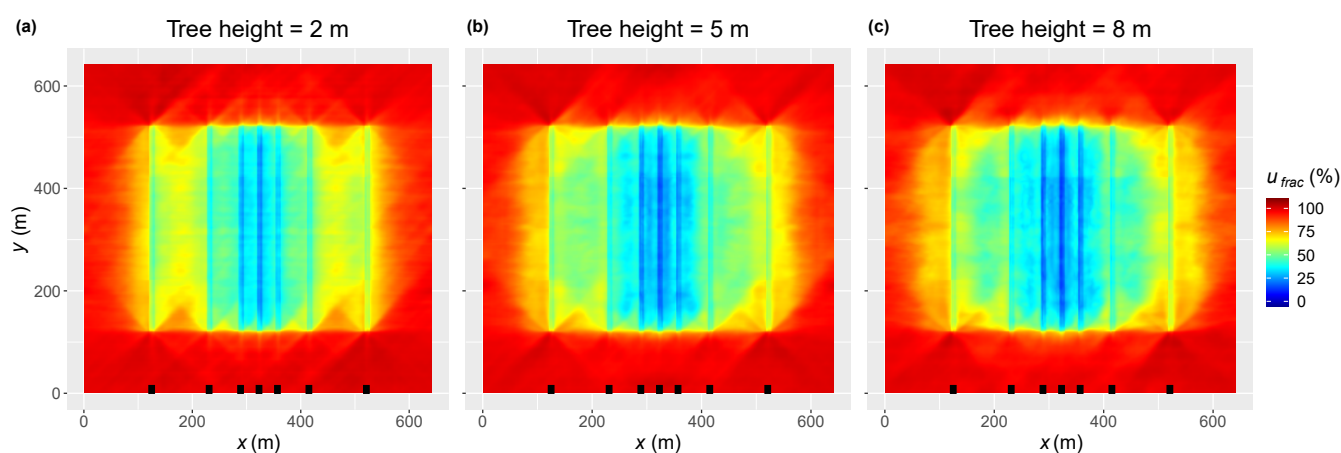 (a) Tree height = 2 m
(b) Tree height = 5 m
(c) Tree height = 8 m
600
400
200
0
y (m)
0 200 400 600
x (m)
0 200 400 600
x (m)
0 200 400 600
x (m)
u frac (%)
100
75
50
25
0